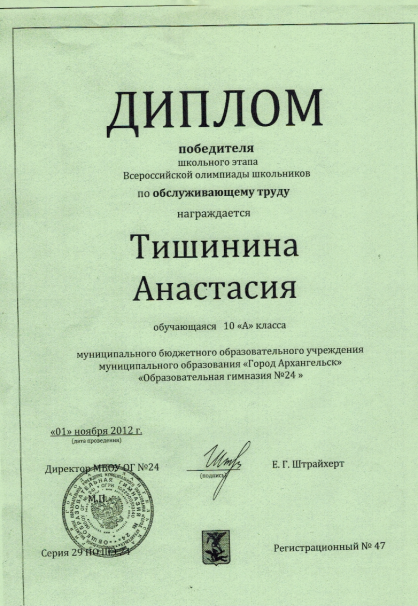 ДИПЛОМ
победителя
школьного этапа
Всероссийской олимпиады школьников
по обслуживающему труду
награждается
Тишинина
Анастасия
обучающаяся 10 «А» класса
муниципального бюджетного образовательного учреждения
муниципального образования «Город Архангельск»
«Образовательная гимназия №24 »
«01» ноября 2012 г.
(дата проведения)
Директор МБОУ ОГ №24
(подпись)
Е. Г. Штрайхерт
М.П.
Серия 29 ПО
Регистрационный № 47